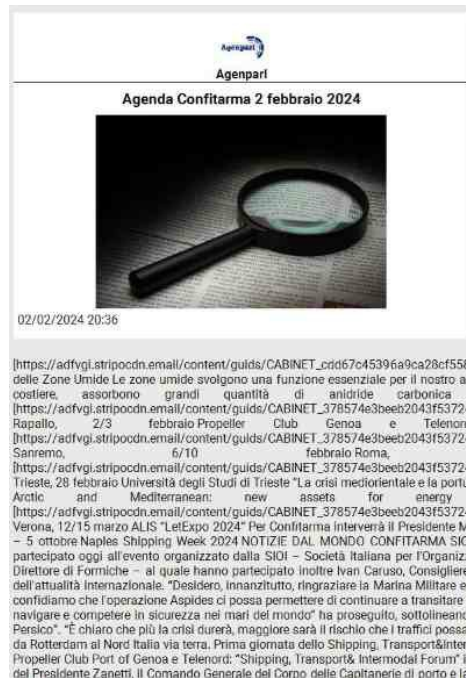 Agenparl
Agenparl
Agenda Confitarma 2 febbraio 2024
02/02/2024 20:36
[https://adfvgi.stripocdn.email/content/guids/CABINET_cdd67c45396a9ca28cf558
delle Zone Umide Le zone umide svolgono una funzione essenziale per il nostro a
costiere, assorbono grandi quantità di anidride carbonica
[https://adfvgi.stripocdn.email/content/guids/CABINET_378574e3beeb2043f5372
Rapallo, 2/3 febbraio Propeller Club Genoa e Telenor
[https://adfvgi.stripocdn.email/content/guids/CABINET_378574e3beeb2043f5372
Sanremo, 6/10 febbraio Roma,
[https://adfvgi.stripocdn.email/content/guids/CABINET_378574e3beeb2043f5372
Trieste, 28 febbraio Università degli Studi di Trieste "La crisi mediorientale e la portu
Arctic and Mediterranean: new assets for energy
[https://adfvgi.stripocdn.email/content/guids/CABINET_378574e3beeb2043f5372
Verona, 12/15 marzo ALIS "LetExpo 2024" Per Confitarma interverrà il Presidente M
– 5 ottobre Naples Shipping Week 2024 NOTIZIE DAL MONDO CONFITARMA SIO
partecipato oggi all'evento organizzato dalla SIOI – Società Italiana per l'Organiz
Direttore di Formiche – al quale hanno partecipato inoltre Ivan Caruso, Consigliere
dell'attualità Internazionale. "Desidero, innanzitutto, ringraziare la Marina Militare e
confidiamo che l'operazione Aspides ci possa permettere di continuare a transitare
navigare e competere in sicurezza nei mari del mondo" ha proseguito, sottolineando
Persico". "È chiaro che più la crisi durerà, maggiore sarà il rischio che i traffici possa
da Rotterdam al Nord Italia via terra. Prima giornata dello Shipping, Transport&Inter
Propeller Club Port of Genoa e Telenord: "Shipping, Transport& Intermodal Forum" i
del Presidente Zanetti, il Comando Generale del Corpo delle Capitanerie di porto e la